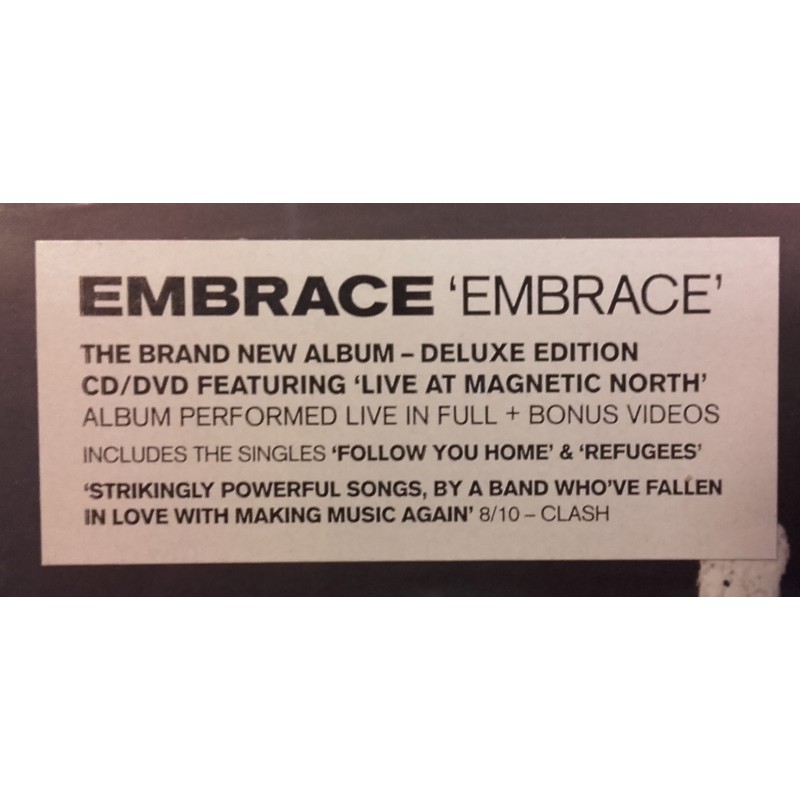 EMBRACE ‘EMBRACE’
THE BRAND NEW ALBUM – DELUXE EDITION
CD/DVD FEATURING ‘LIVE AT MAGNETIC NORTH’
ALBUM PERFORMED LIVE IN FULL + BONUS VIDEOS
INCLUDES THE SINGLES ‘FOLLOW YOU HOME’ & ‘REFUGEES’
‘STRIKINGLY POWERFUL SONGS, BY A BAND WHO’VE FALLEN
IN LOVE WITH MAKING MUSIC AGAIN’ 8/10 – CLASH